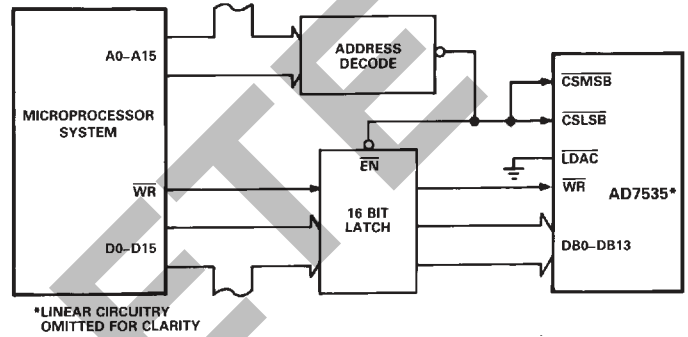 A0–A15
ADDRESS
DECODE
MICROPROCESSOR
SYSTEM
CSMSB
CSLSB
EN
LDAC
WR
WR
AD7535*
16 BIT
LATCH
D0–D15
DB0–DB13
*LINEAR CIRCUITRY
OMITTED FOR CLARITY
ETE